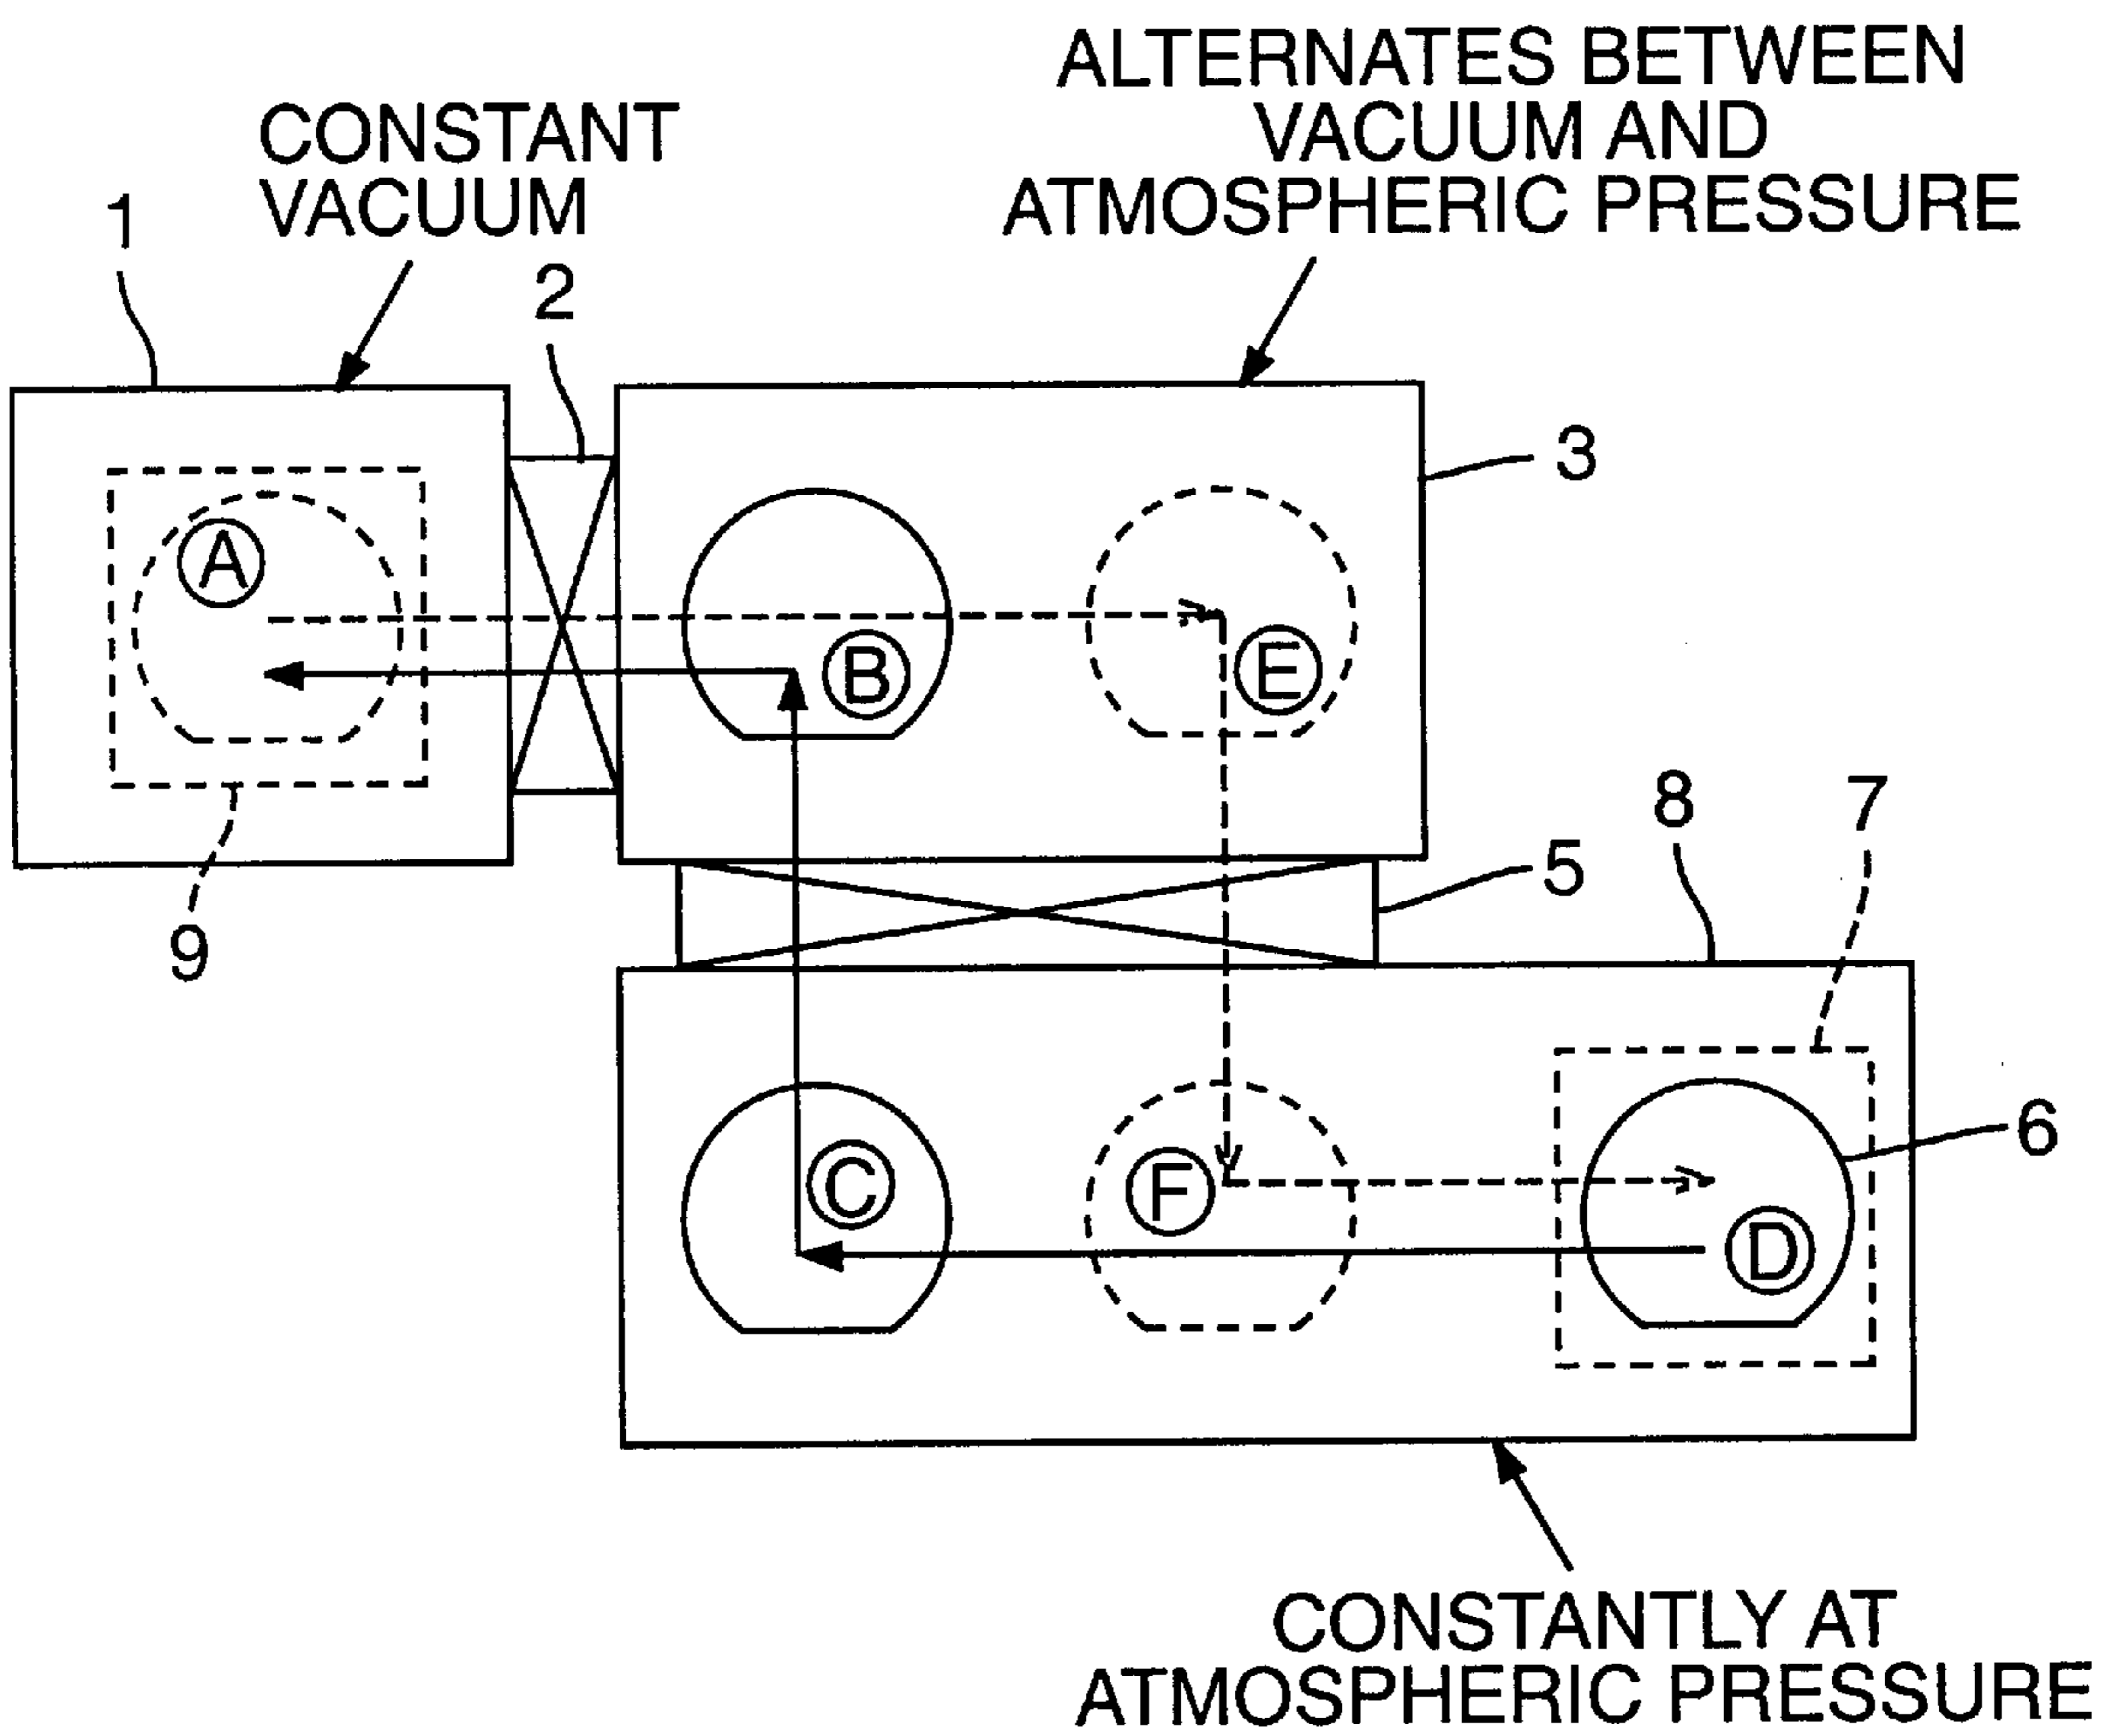 ALTERNATES BETWEEN
VACUUM AND
ATMOSPHERIC PRESSURE
CONSTANT
VACUUM
1
2
3
A
B
E
9
8
7
5
6
C
F
D
CONSTANTLY AT
ATMOSPHERIC PRESSURE